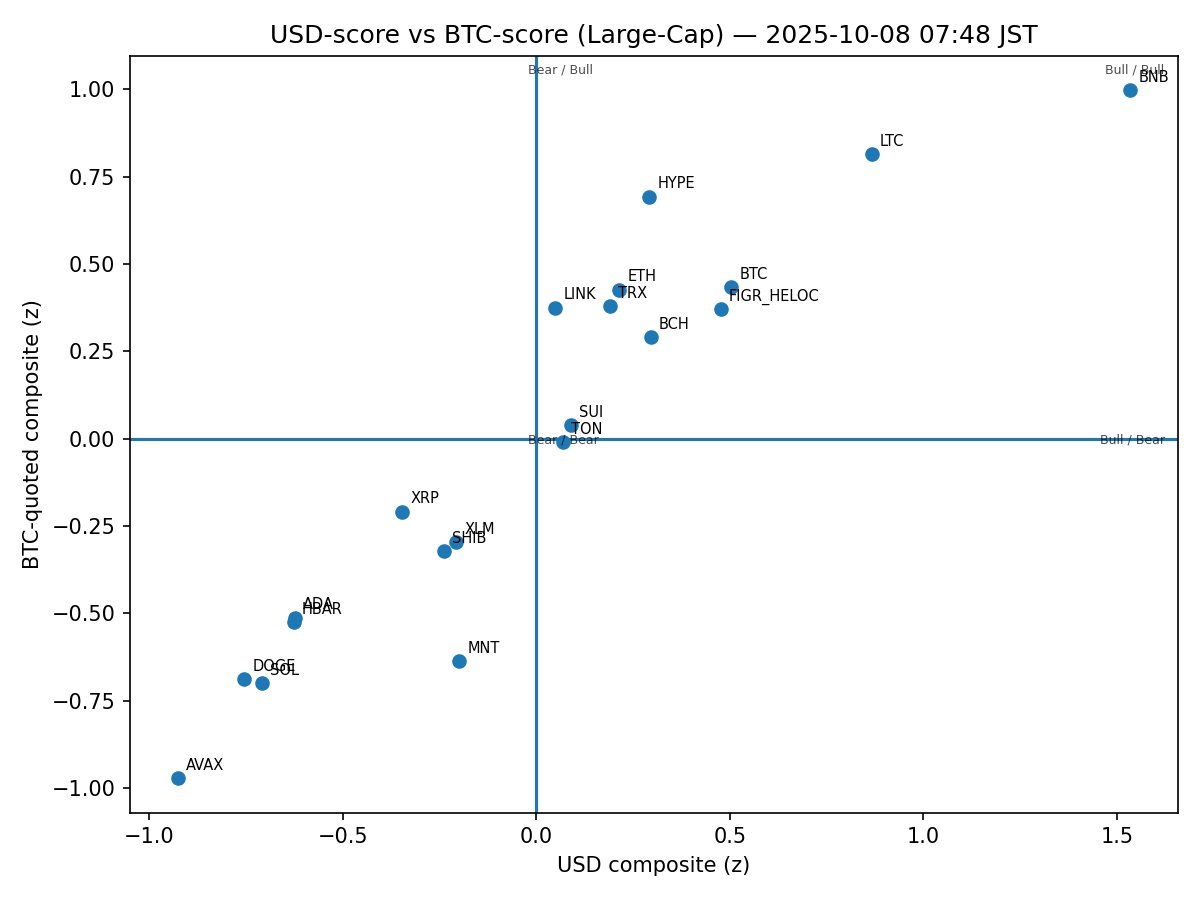 USD-score vs BTC-score (Large-Cap) — 2025-10-08 07:48 JST
Bear / Bull
Bull / Bull
BNB
1.00
LTC
0.75
HYPE
0.50
ETH
BTC
LINK
TRX
FIGR_HELOC
BCH
0.25
SUI
TON
0.00
Bear / Bear
Bull / Bear
XRP
−0.25
XLM
SHIB
−0.50
ADA
HBAR
MNT
DOGE
SOL
−0.75
AVAX
−1.00
−1.0
−0.5
0.0
0.5
1.0
1.5
USD composite (z)
BTC-quoted composite (z)